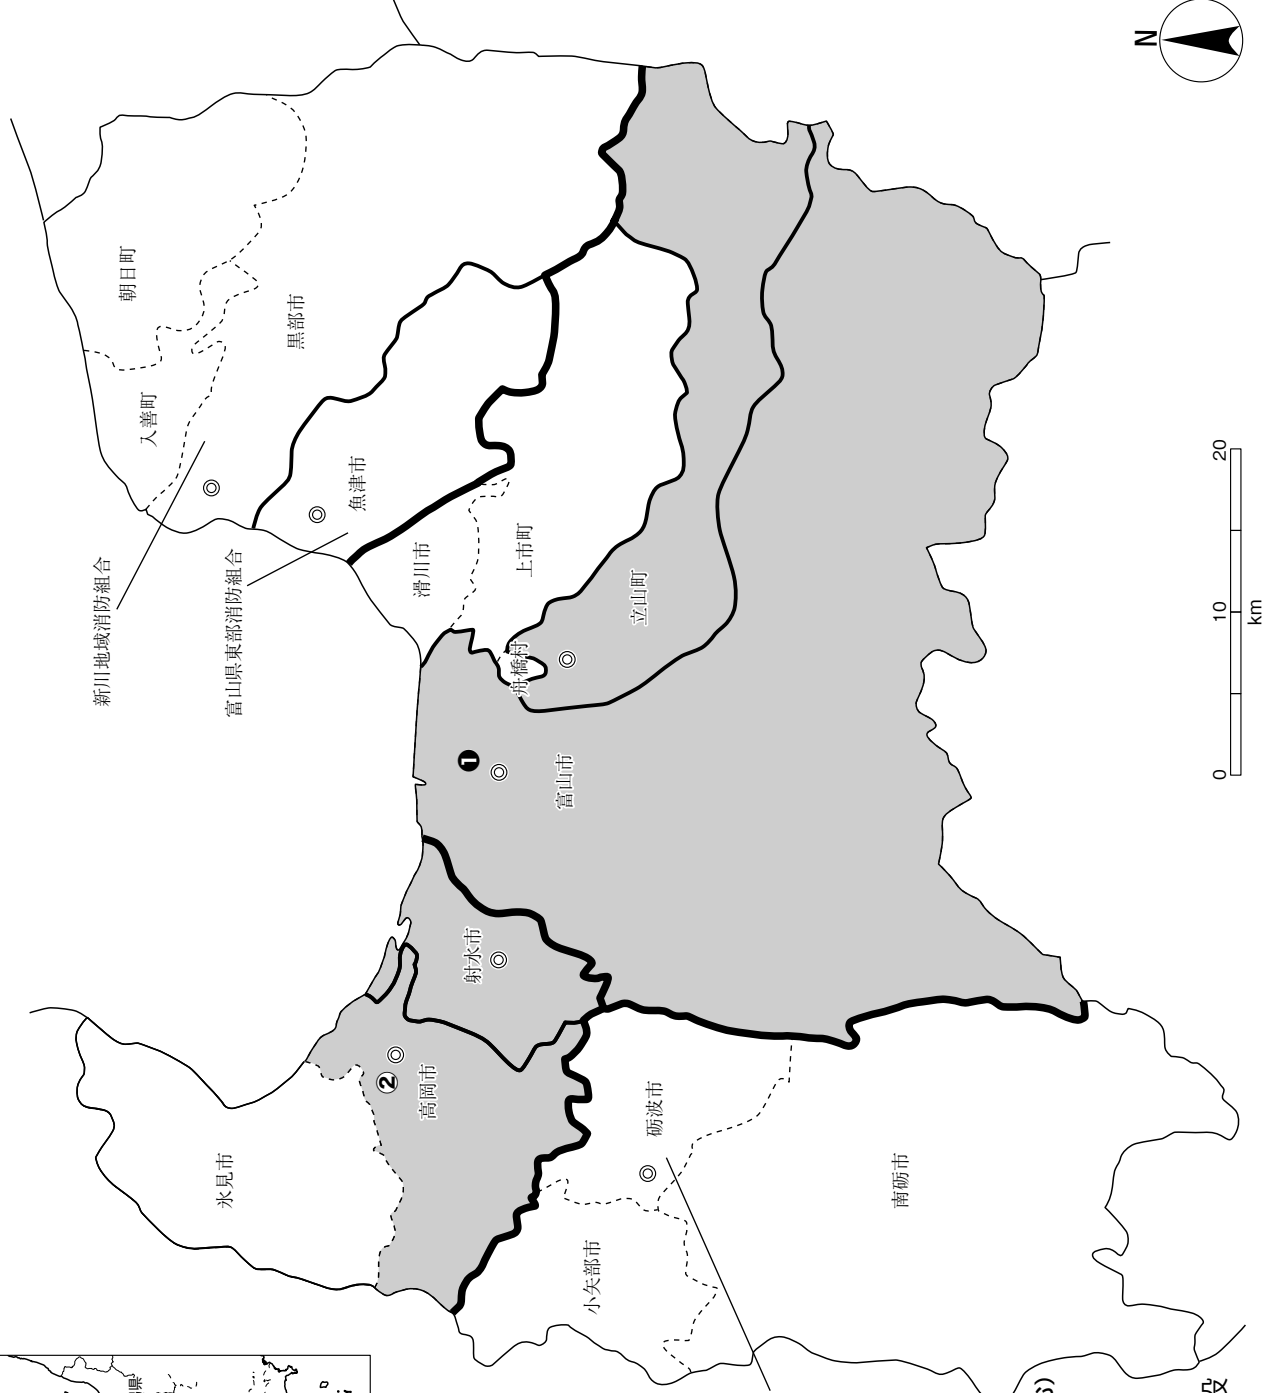 N
朝日町
黒部市
入善町
魚津市
新川地域消防組合
富山県東部消防組合
滑川市
上市町
立山町
舟橋村
❶
富山市
射水市
②
高岡市
氷見市
砺波市
南砺市
小矢部市
0
10
20
km
県